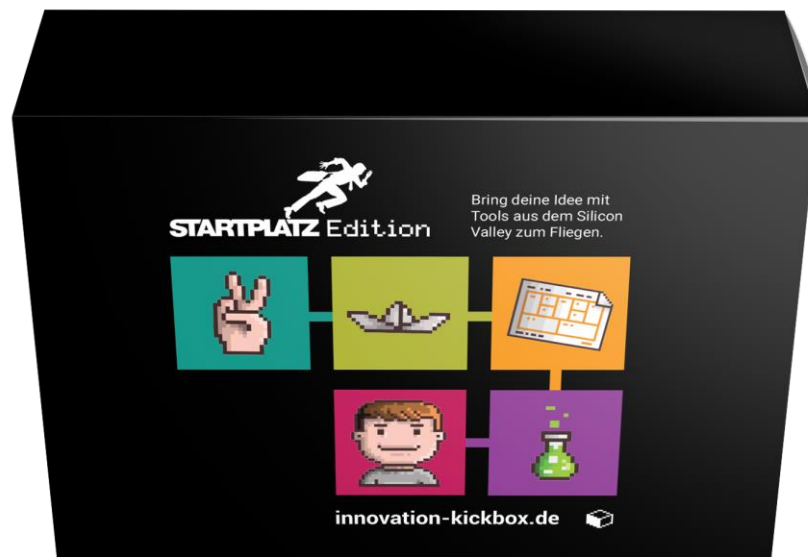 STARTPLATZ Edition
Bring deine Idee mit
Tools aus dem Silicon
Valley zum Fliegen.
innovation-kickbox.de